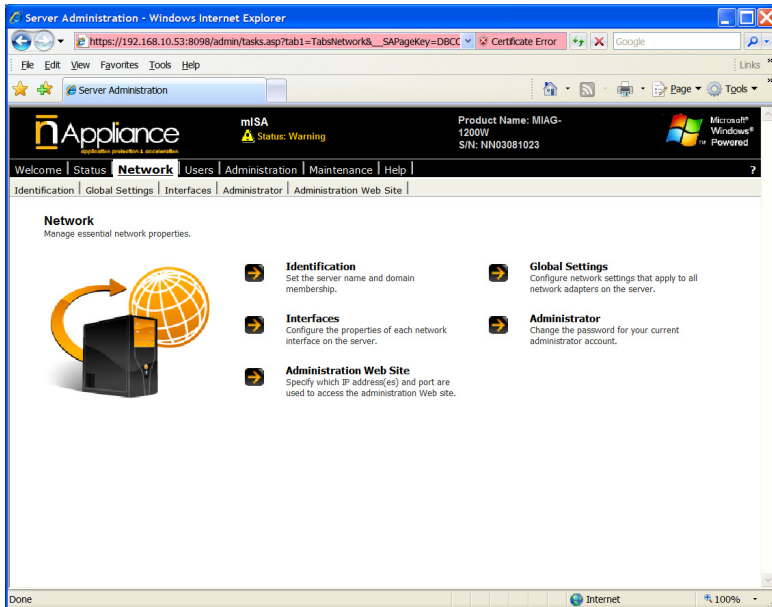 Server Administration - Windows Internet Explorer
https://192.168.10.53:8098/admin/tasks.asp?tab1=TabsNetwork&__SAPageKey=DBCC Certificate Error Google
File Edit View Favorites Tools Help Links »
Server Administration Page Tools »
nAppliance
application protection & acceleration
mISA
Status: Warning
Product Name: MIAG-
1200W
S/N: NN03081023
Microsoft®
Windows®
Powered
TM
Welcome Status Network Users Administration Maintenance Help ?
Identification Global Settings Interfaces Administrator Administration Web Site
Network
Manage essential network properties.
Identification
Set the server name and domain
membership.
Global Settings
Configure network settings that apply to all
network adapters on the server.
Interfaces
Configure the properties of each network
interface on the server.
Administrator
Change the password for your current
administrator account.
Administration Web Site
Specify which IP address(es) and port are
used to access the administration Web site.
Done Internet 100%